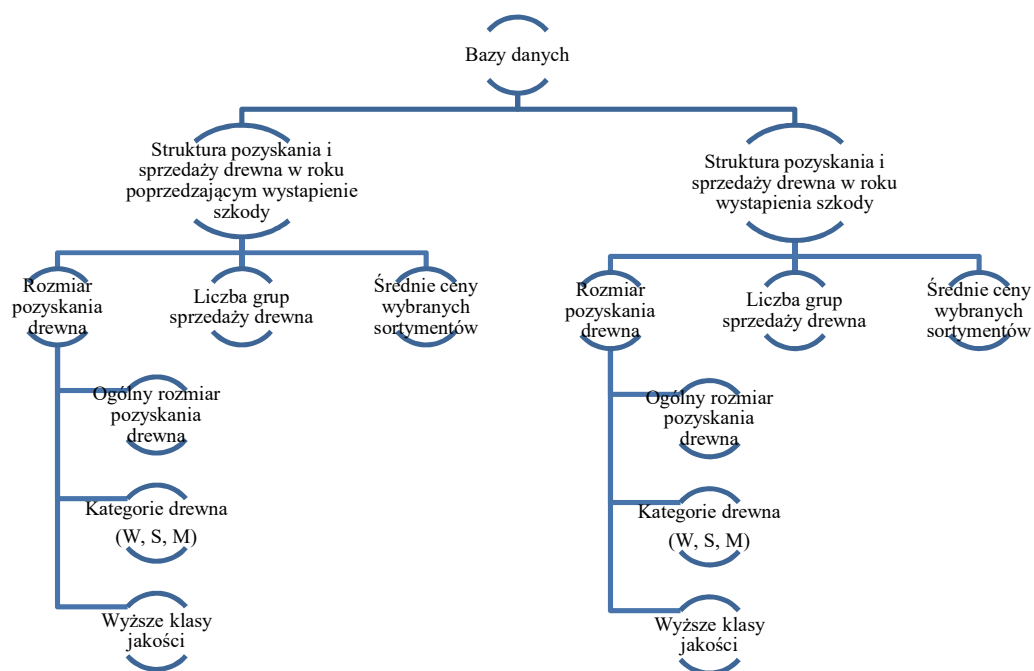 Bazy danych
Struktura pozyskania i
sprzedaży drewna w roku
poprzedzającym wystapienie
szkody
Struktura pozyskania i
sprzedaży drewna w roku
wystapienia szkody
Rozmiar
pozyskania
drewna
Liczba grup
sprzedaży drewna
Średnie ceny
wybranych
sortymentów
Rozmiar
pozyskania
drewna
Liczba grup
sprzedaży drewna
Średnie ceny
wybranych
sortymentów
Ogólny rozmiar
pozyskania
drewna
Kategorie drewna
(W, S, M)
Wyższe klasy
jakości
Ogólny rozmiar
pozyskania
drewna
Kategorie drewna
(W, S, M)
Wyższe klasy
jakości